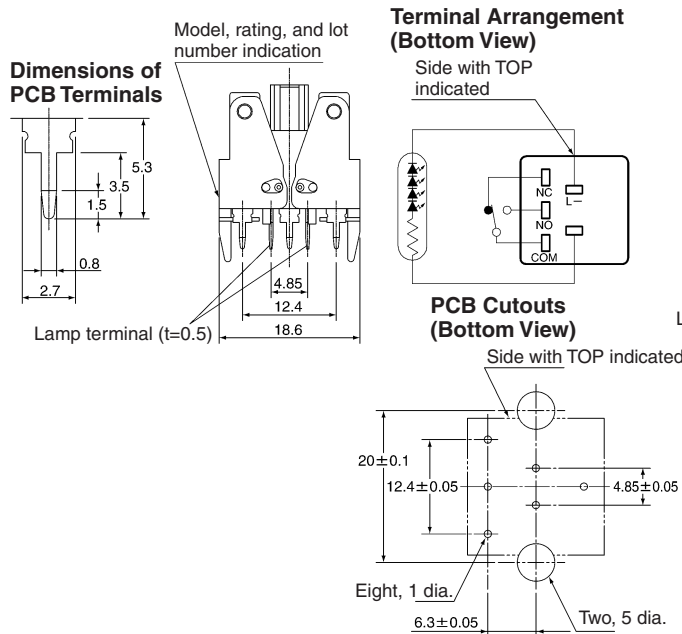 Terminal Arrangement
(Bottom View)
Side with TOP
indicated
NC
NO
COM
L−
Model, rating, and lot
number indication
Dimensions of
PCB Terminals
5.3
3.5
1.5
0.8
2.7
4.85
12.4
18.6
Lamp terminal (t=0.5)
PCB Cutouts
(Bottom View)
L
Side with TOP indicated
20±0.1
12.4±0.05
4.85±0.05
Eight, 1 dia.
6.3±0.05
Two, 5 dia.